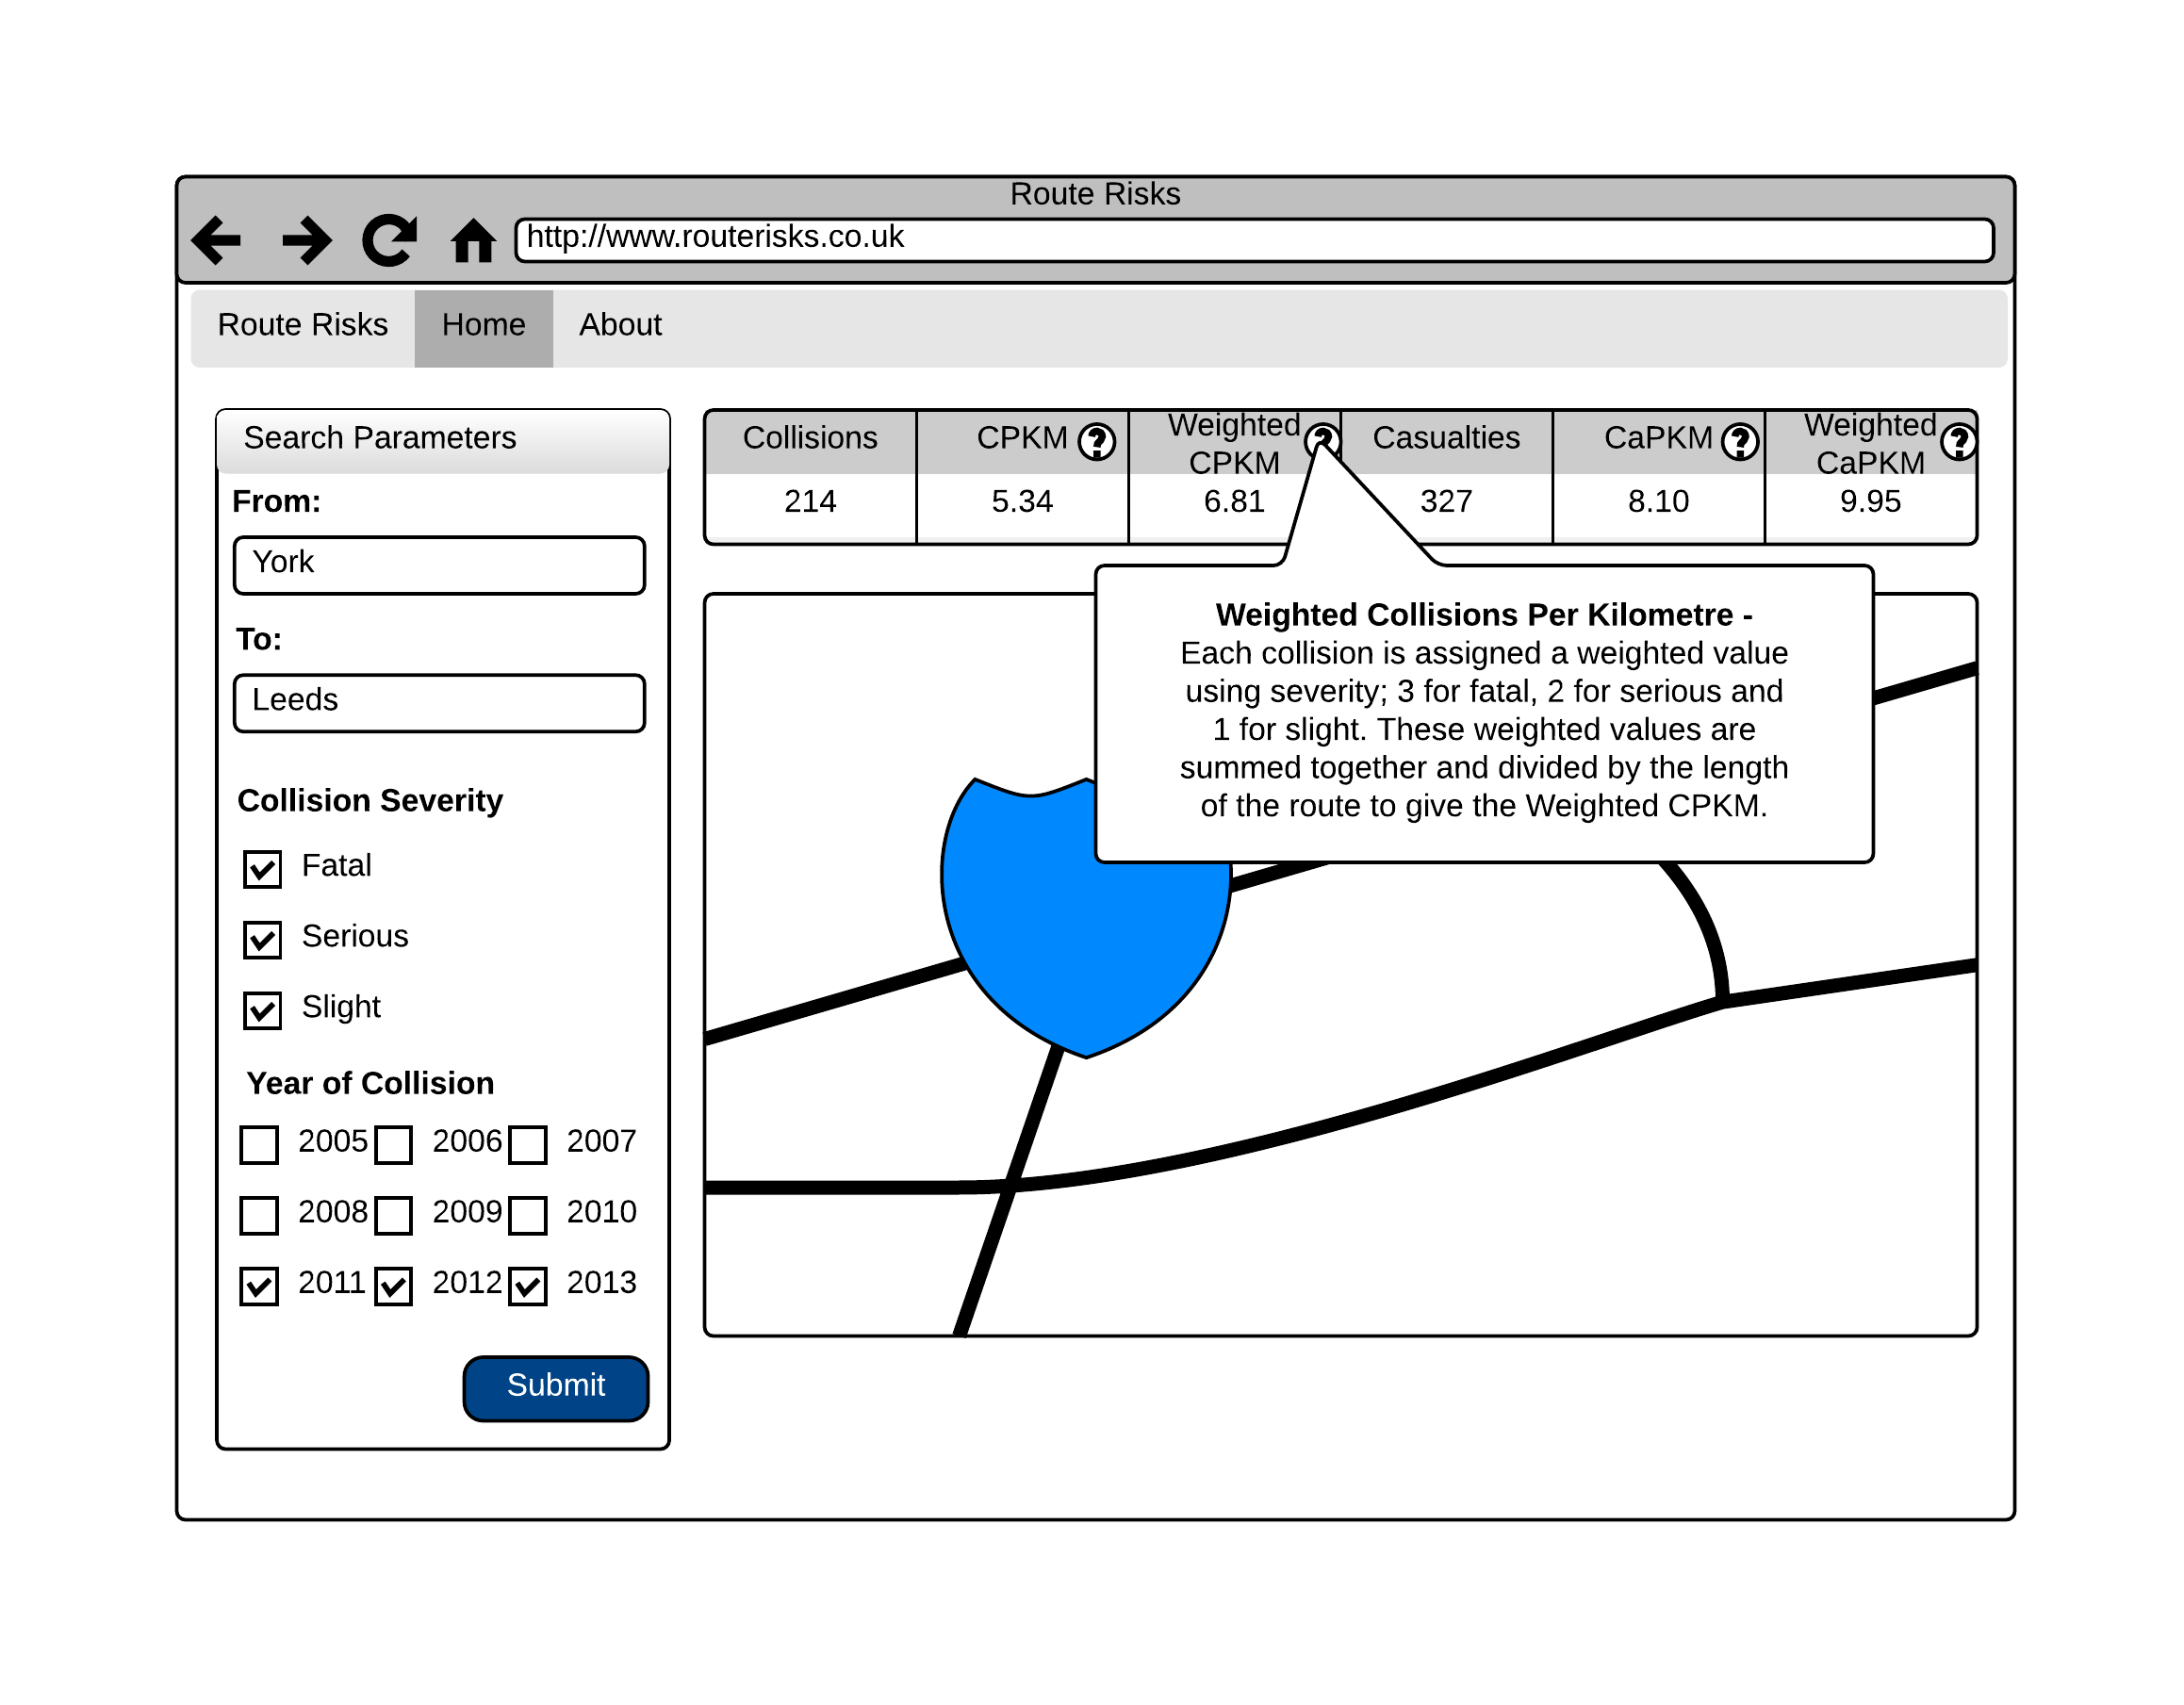 Route Risks
http://www.routerisks.co.uk
Route Risks Home About
Search Parameters
From:
York
To:
Leeds
Collision Severity
Fatal
Serious
Slight
Year of Collision
2005 2006 2007
2008 2009 2010
2011 2012 2013
Submit
Collisions CPKM ? Weighted CPKM ? Casualties CaPKM ? Weighted CaPKM ?
214 5.34 6.81 327 8.10 9.95
Weighted Collisions Per Kilometre -
Each collision is assigned a weighted value
using severity; 3 for fatal, 2 for serious and
1 for slight. These weighted values are
summed together and divided by the length
of the route to give the Weighted CPKM.